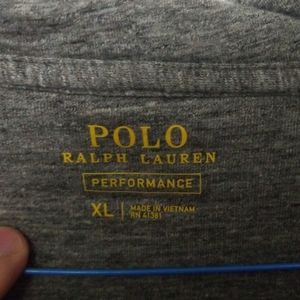 POLO
RALPH LAUREN
PERFORMANCE
XL | MADE IN VIETNAM
RN 41381